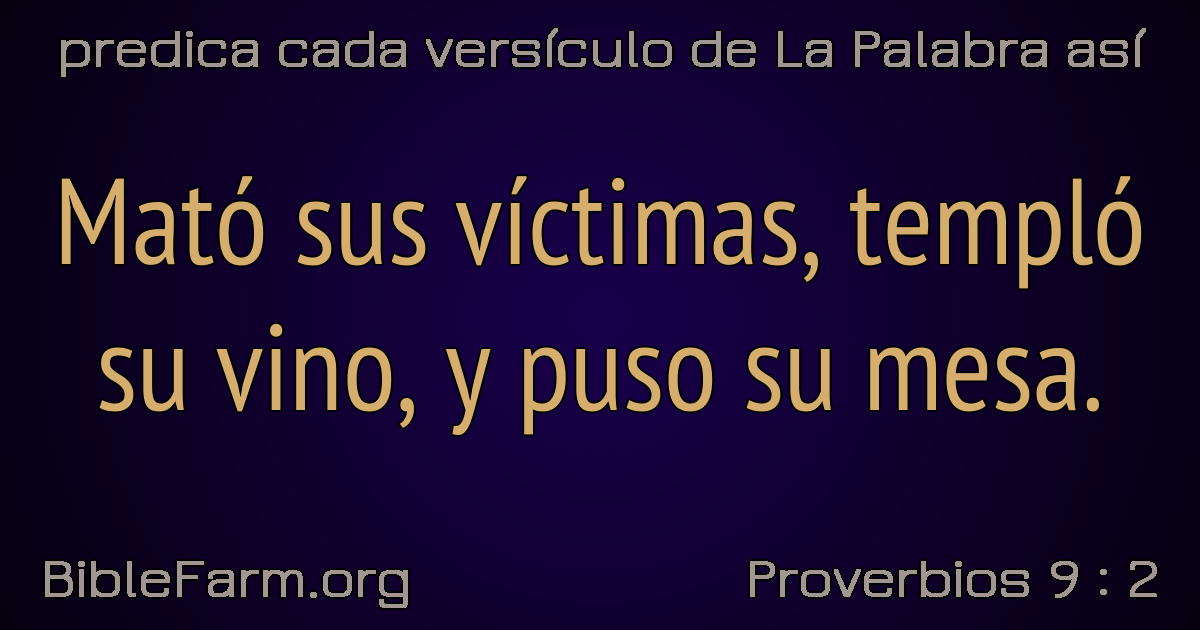 predica cada versículo de La Palabra así
Mató sus víctimas, templó
su vino, y puso su mesa.
BibleFarm.org
Proverbios 9 : 2